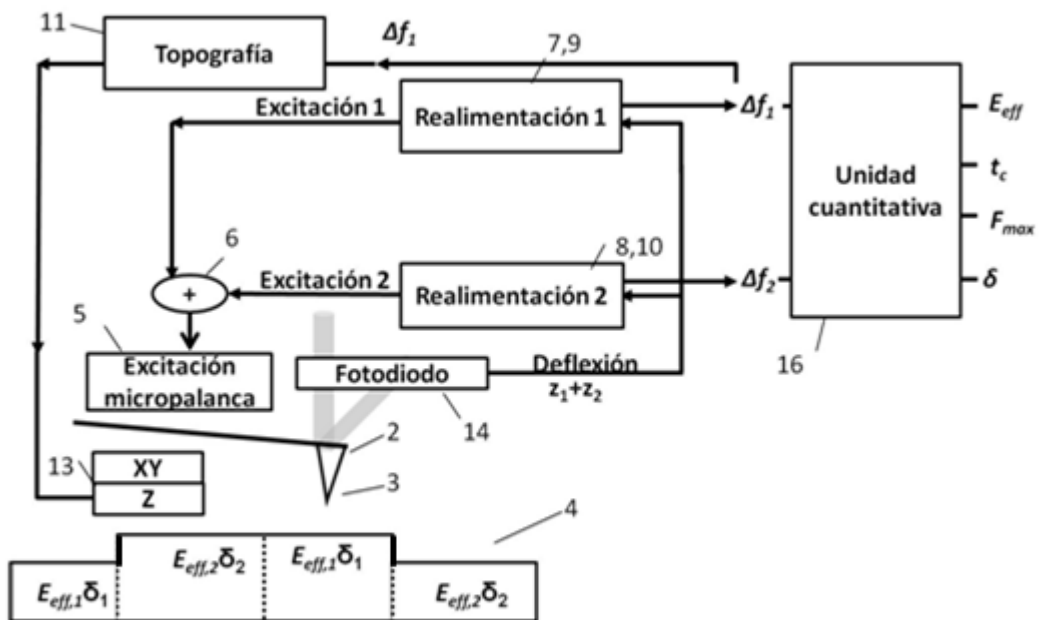 11
Topografía
Δf1
7,9
Excitación 1
Realimentación 1
Δf1
Eeff
Unidad
cuantitativa
tc
Fmax
6
+
Excitación 2
8,10
Realimentación 2
Δf2
δ
5
Excitación
micropalanca
Fotodiodo
Deflexión
z1+z2
16
14
2
13
XY
Z
3
4
Eeff,1δ1
Eeff,2δ2
Eeff,1δ1
Eeff,2δ2